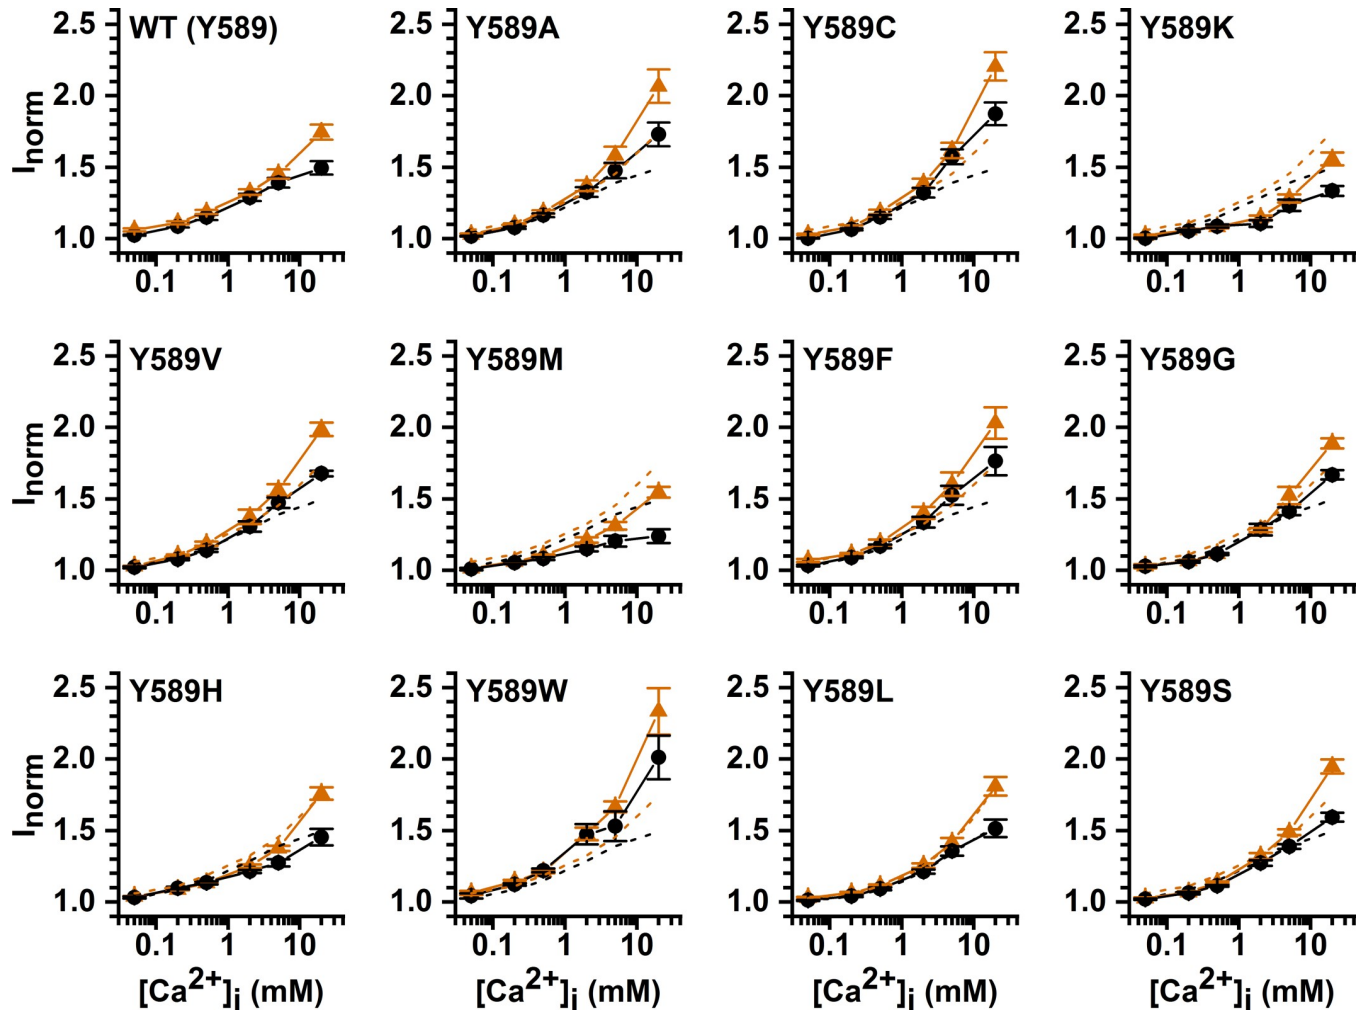 WT (Y589) Y589A Y589C Y589K
I_norm
2.5 2.5 2.5 2.5
2.0 2.0 2.0 2.0
1.5 1.5 1.5 1.5
1.0 1.0 1.0 1.0
0.1 1 10 0.1 1 10 0.1 1 10 0.1 1 10
Y589V Y589M Y589F Y589G
I_norm
2.5 2.5 2.5 2.5
2.0 2.0 2.0 2.0
1.5 1.5 1.5 1.5
1.0 1.0 1.0 1.0
0.1 1 10 0.1 1 10 0.1 1 10 0.1 1 10
Y589H Y589W Y589L Y589S
I_norm
2.5 2.5 2.5 2.5
2.0 2.0 2.0 2.0
1.5 1.5 1.5 1.5
1.0 1.0 1.0 1.0
0.1 1 10 0.1 1 10 0.1 1 10 0.1 1 10
[Ca²⁺]i (mM) [Ca²⁺]i (mM) [Ca²⁺]i (mM) [Ca²⁺]i (mM)